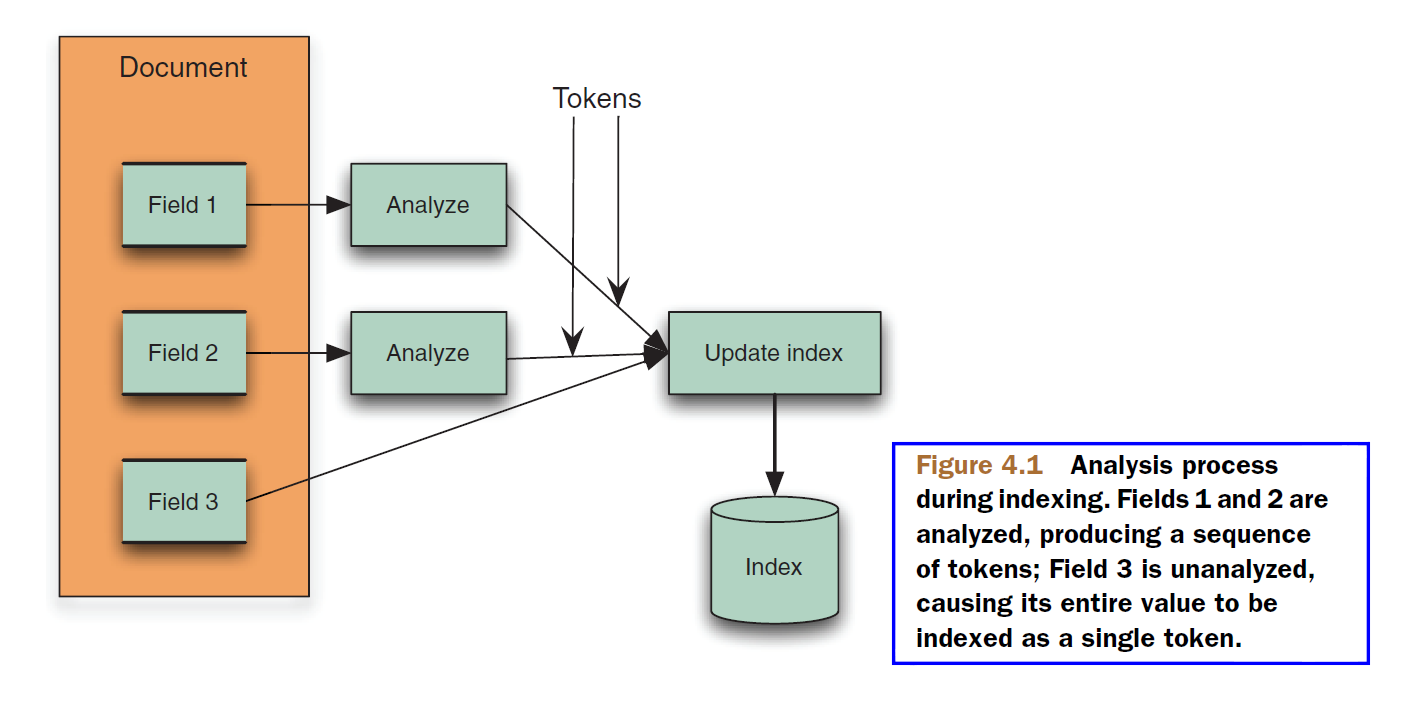 Document
Tokens
Field 1
Analyze
Field 2
Analyze
Update index
Field 3
Index
Figure 4.1 Analysis process
during indexing. Fields 1 and 2 are
analyzed, producing a sequence
of tokens; Field 3 is unanalyzed,
causing its entire value to be
indexed as a single token.